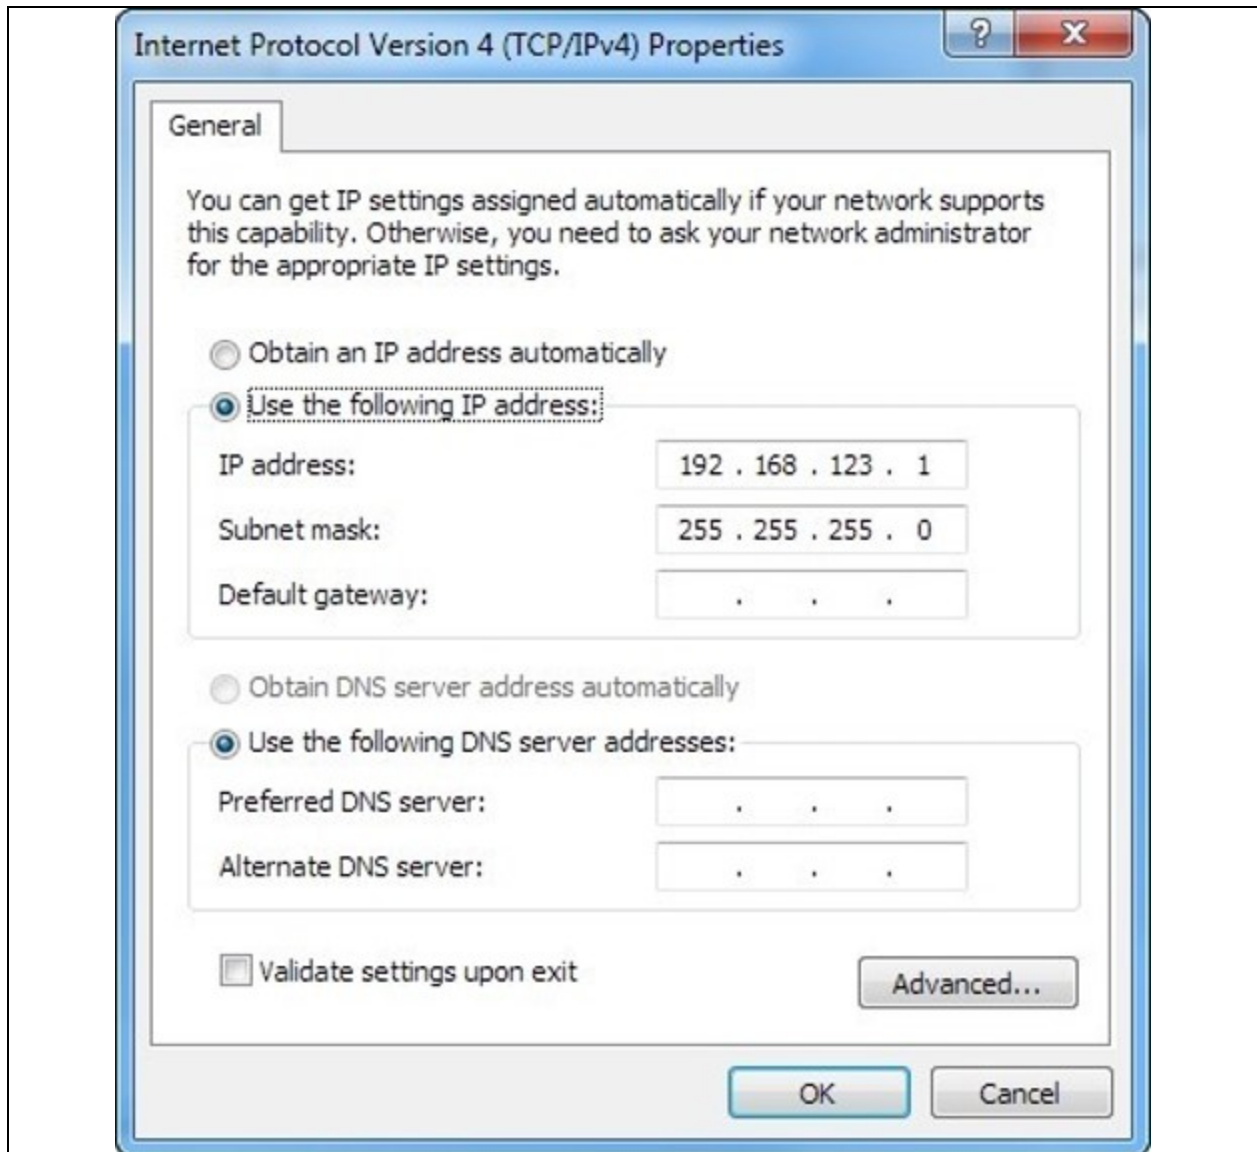 Internet Protocol Version 4 (TCP/IPv4) Properties
?
General
You can get IP settings assigned automatically if your network supports
this capability. Otherwise, you need to ask your network administrator
for the appropriate IP settings.
Obtain an IP address automatically
Use the following IP address:
IP address: 192 . 168 . 123 . 1
Subnet mask: 255 . 255 . 255 . 0
Default gateway: . . .
Obtain DNS server address automatically
Use the following DNS server addresses:
Preferred DNS server: . . .
Alternate DNS server: . . .
Validate settings upon exit
Advanced...
OK Cancel